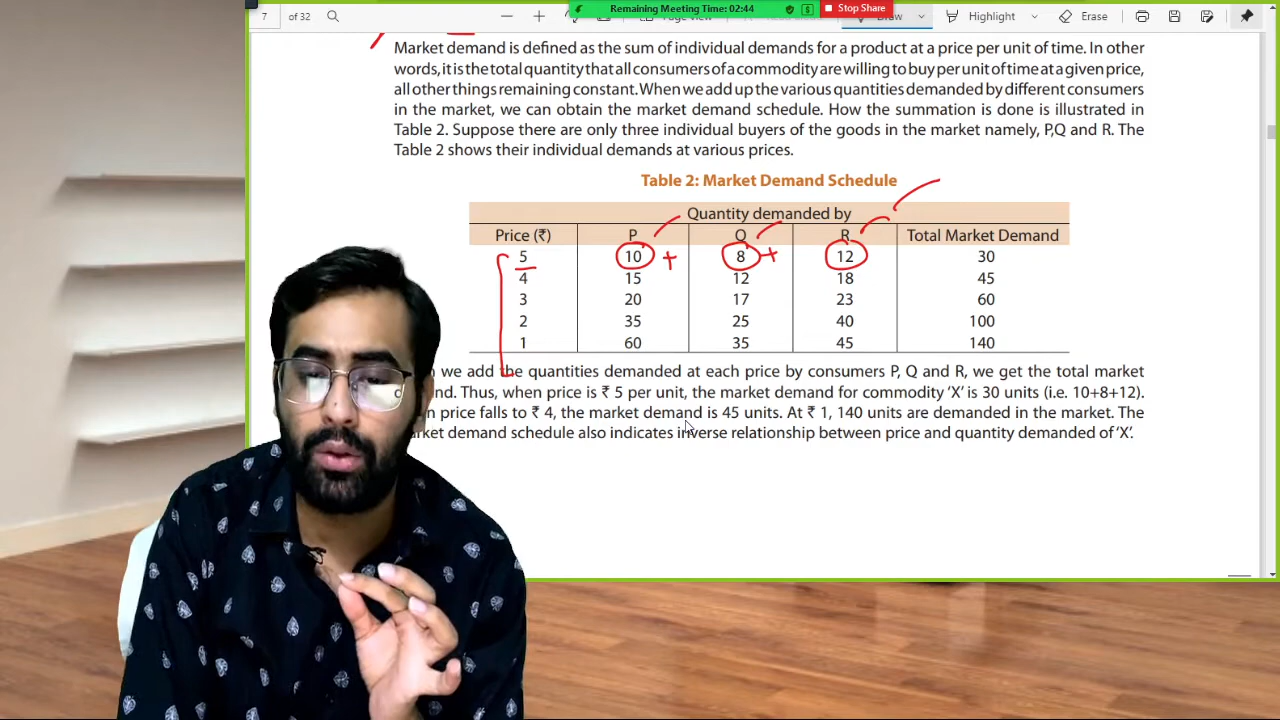 7 of 32
Remaining Meeting Time: 02:44
Stop Share
Page view
Draw
Highlight
Erase
Market demand is defined as the sum of individual demands for a product at a price per unit of time. In other
words, it is the total quantity that all consumers of a commodity are willing to buy per unit of time at a given price,
all other things remaining constant. When we add up the various quantities demanded by different consumers
in the market, we can obtain the market demand schedule. How the summation is done is illustrated in
Table 2. Suppose there are only three individual buyers of the goods in the market namely, P,Q and R. The
Table 2 shows their individual demands at various prices.
Table 2: Market Demand Schedule
Quantity demanded by
Price (₹) P Q R Total Market Demand
5 10 + 8 + 12 30
4 15 12 18 45
3 20 17 23 60
2 35 25 40 100
1 60 35 45 140
we add the quantities demanded at each price by consumers P, Q and R, we get the total market
nd. Thus, when price is ₹ 5 per unit, the market demand for commodity ‘X’ is 30 units (i.e. 10+8+12).
n price falls to ₹ 4, the market demand is 45 units. At ₹ 1, 140 units are demanded in the market. The
rket demand schedule also indicates inverse relationship between price and quantity demanded of ‘X’.